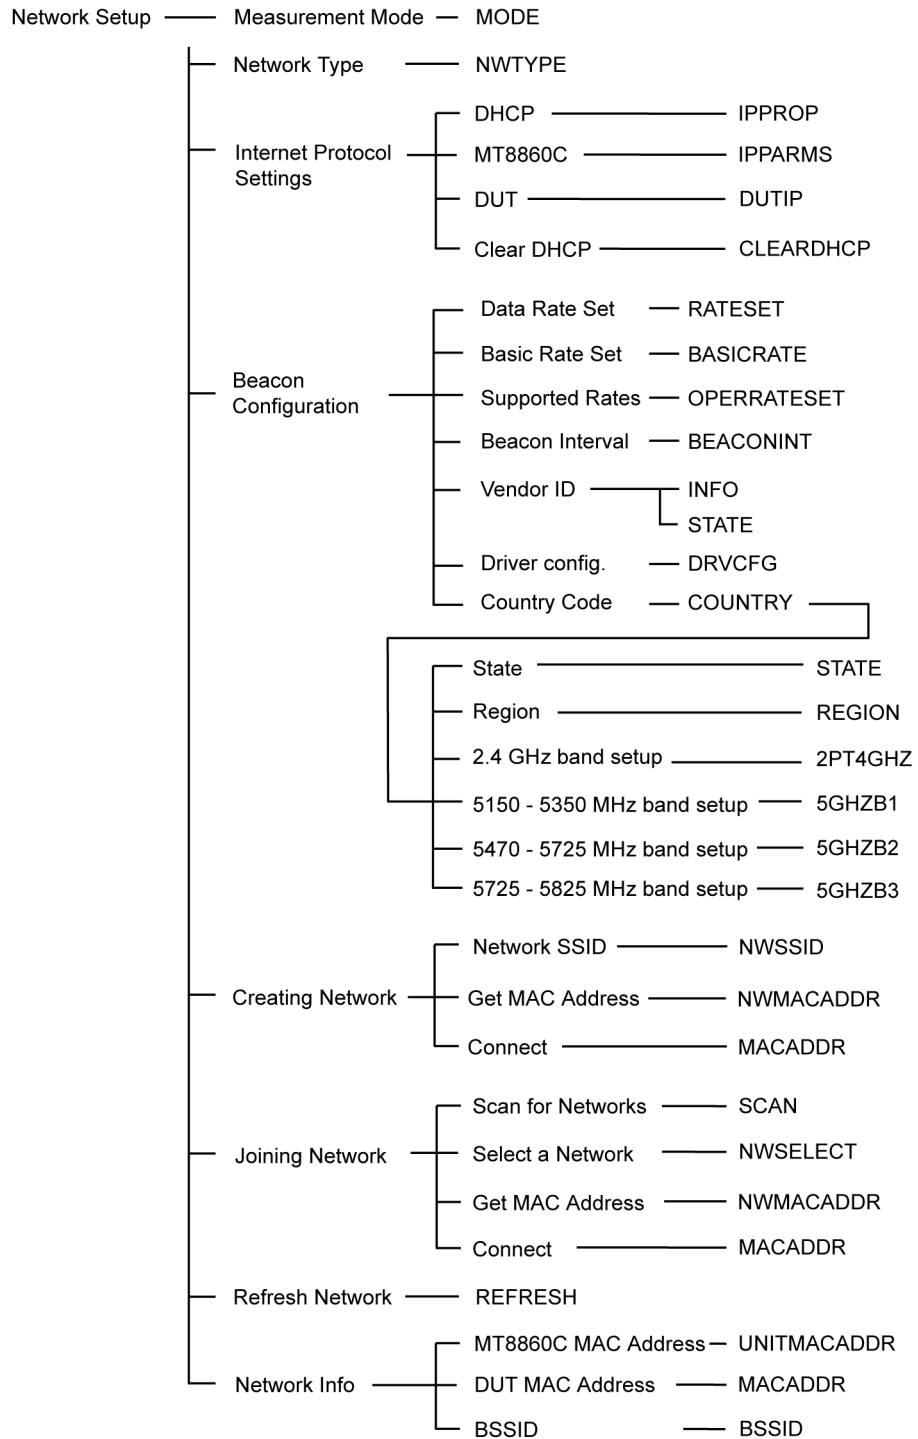 Network Setup Measurement Mode MODE
Network Type NWTYPE
DHCP IPPROP
Internet Protocol
Settings
MT8860C IPPARMS
DUT DUTIP
Clear DHCP CLEARDHCP
Data Rate Set RATESET
Basic Rate Set BASICRATE
Beacon
Configuration
Supported Rates OPERRATESET
Beacon Interval BEACONINT
Vendor ID INFO
STATE
Driver config. DRVCFG
Country Code COUNTRY
State STATE
Region REGION
2.4 GHz band setup 2PT4GHZ
5150 - 5350 MHz band setup 5GHZB1
5470 - 5725 MHz band setup 5GHZB2
5725 - 5825 MHz band setup 5GHZB3
Network SSID NWSSID
Creating Network Get MAC Address NWMACADDR
Connect MACADDR
Scan for Networks SCAN
Joining Network Select a Network NWSELECT
Get MAC Address NWMACADDR
Connect MACADDR
Refresh Network REFRESH
MT8860C MAC Address UNITMACADDR
Network Info DUT MAC Address MACADDR
BSSID BSSID